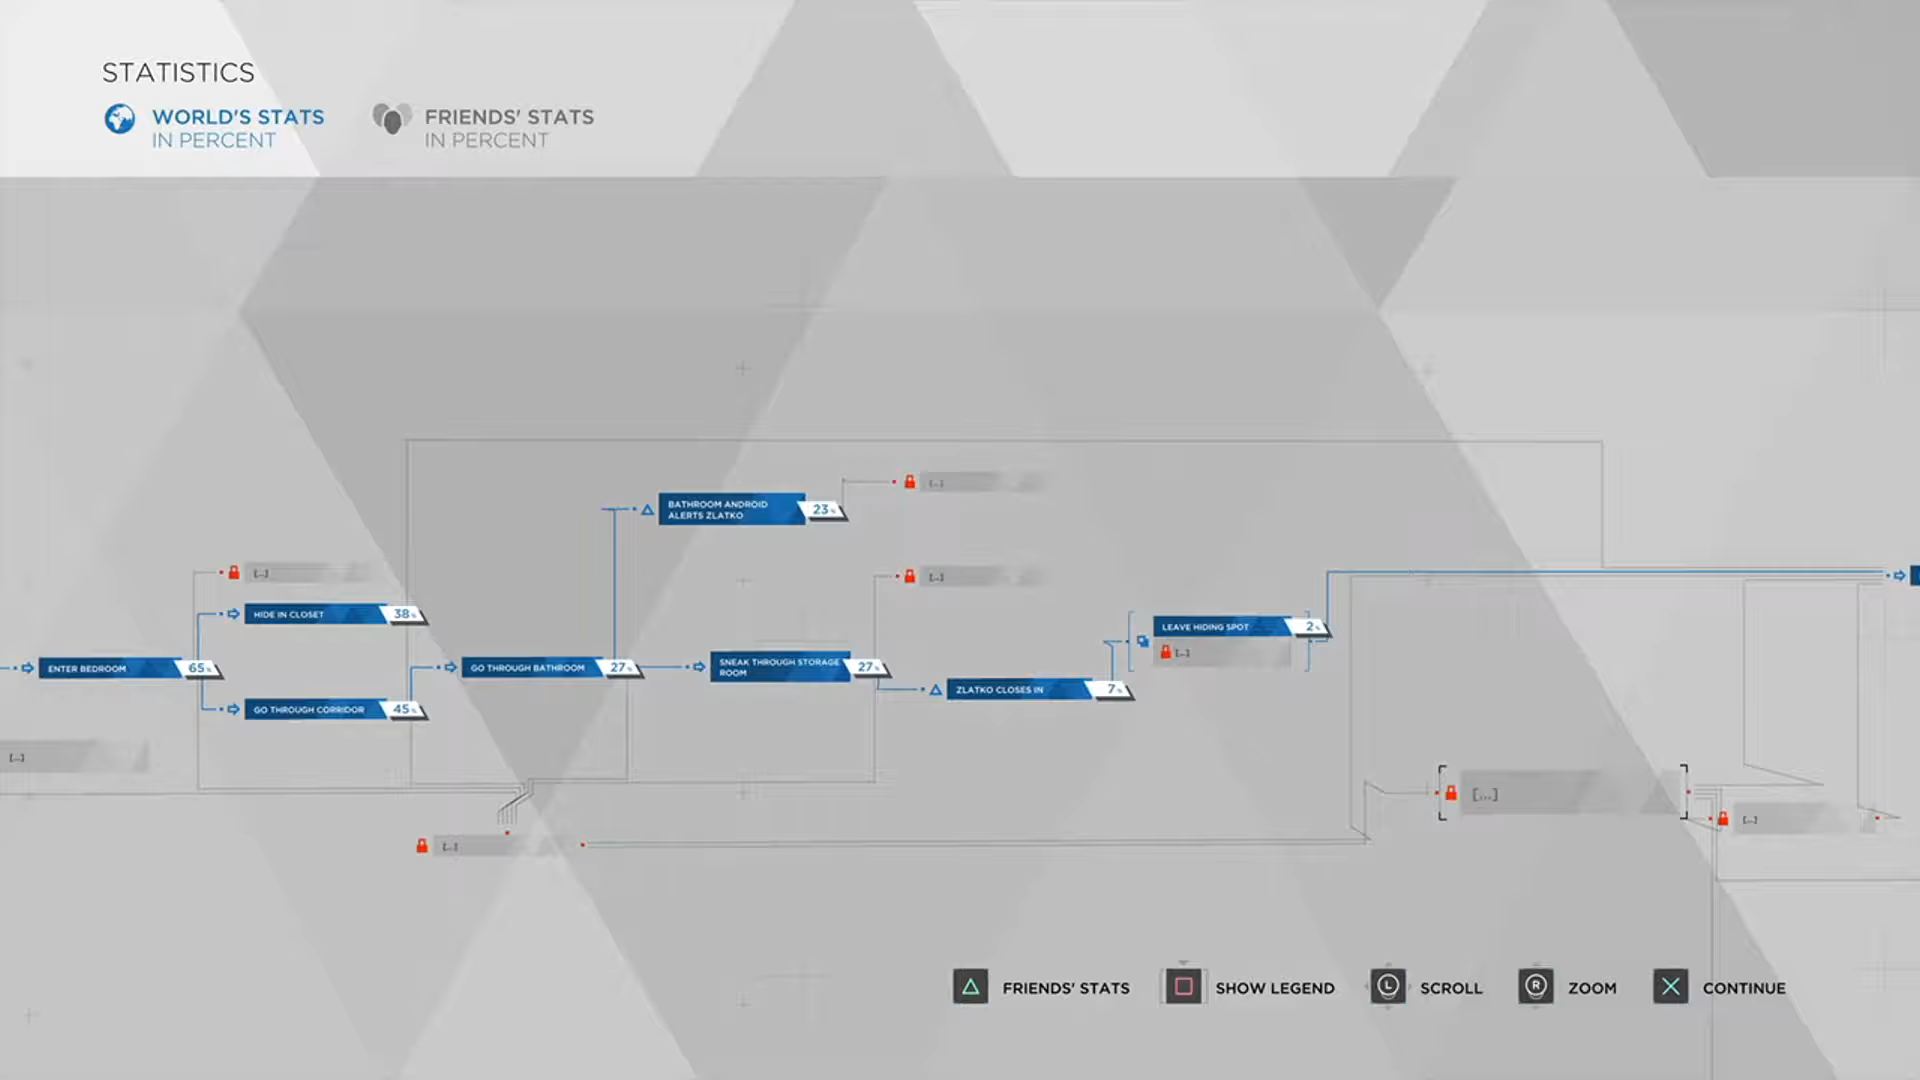 STATISTICS
WORLD'S STATS
IN PERCENT
FRIENDS' STATS
IN PERCENT
BATHROOM ANDROID
ALERTS ZLATKO
23%
[...]
[...]
[...]
HIDE IN CLOSET 38%
ENTER BEDROOM 65%
GO THROUGH CORRIDOR 45%
GO THROUGH BATHROOM 27%
SNEAK THROUGH STORAGE
ROOM
27%
ZLATKO CLOSES IN 7%
LEAVE HIDING SPOT 2%
[...]
[...]
[...]
[...]
[...]
FRIENDS' STATS
SHOW LEGEND
L SCROLL
R ZOOM
CONTINUE